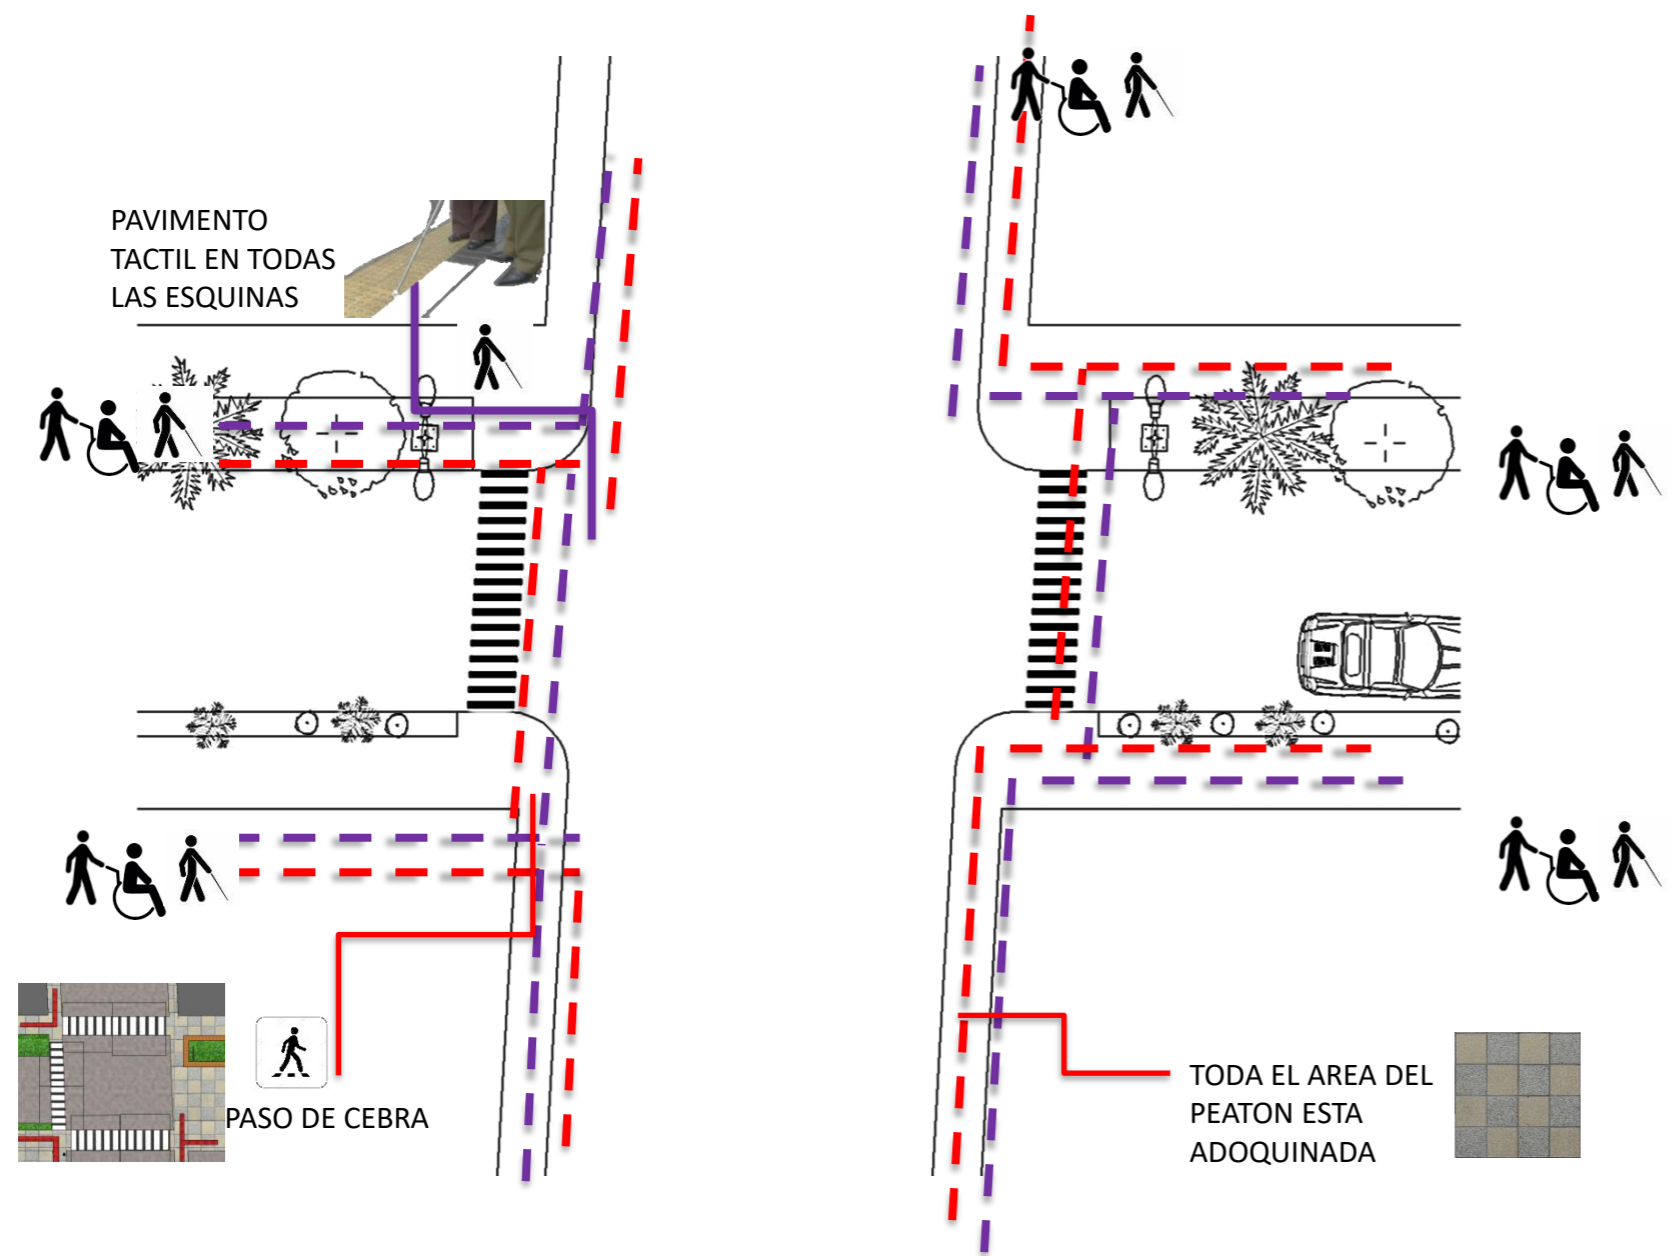 PAVIMENTO
TACTIL EN TODAS
LAS ESQUINAS
PASO DE CEBRA
TODA EL AREA DEL
PEATON ESTA
ADOQUINADA